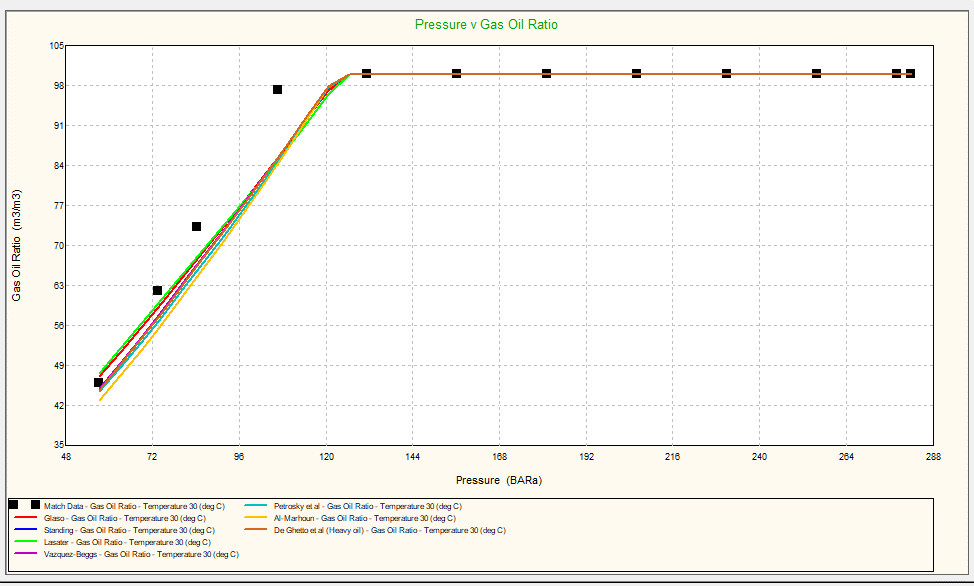 Pressure v Gas Oil Ratio
105
98
91
84
77
70
63
56
49
42
35
Gas Oil Ratio (m3/m3)
48 72 96 120 144 168 192 216 240 264 288
Pressure (BARa)
Match Data - Gas Oil Ratio - Temperature 30 (deg C)
Glaso - Gas Oil Ratio - Temperature 30 (deg C)
Standing - Gas Oil Ratio - Temperature 30 (deg C)
Lasater - Gas Oil Ratio - Temperature 30 (deg C)
Vazquez-Beggs - Gas Oil Ratio - Temperature 30 (deg C)
Petrosky et al - Gas Oil Ratio - Temperature 30 (deg C)
Al-Marhoun - Gas Oil Ratio - Temperature 30 (deg C)
De Ghetto et al (Heavy oil) - Gas Oil Ratio - Temperature 30 (deg C)